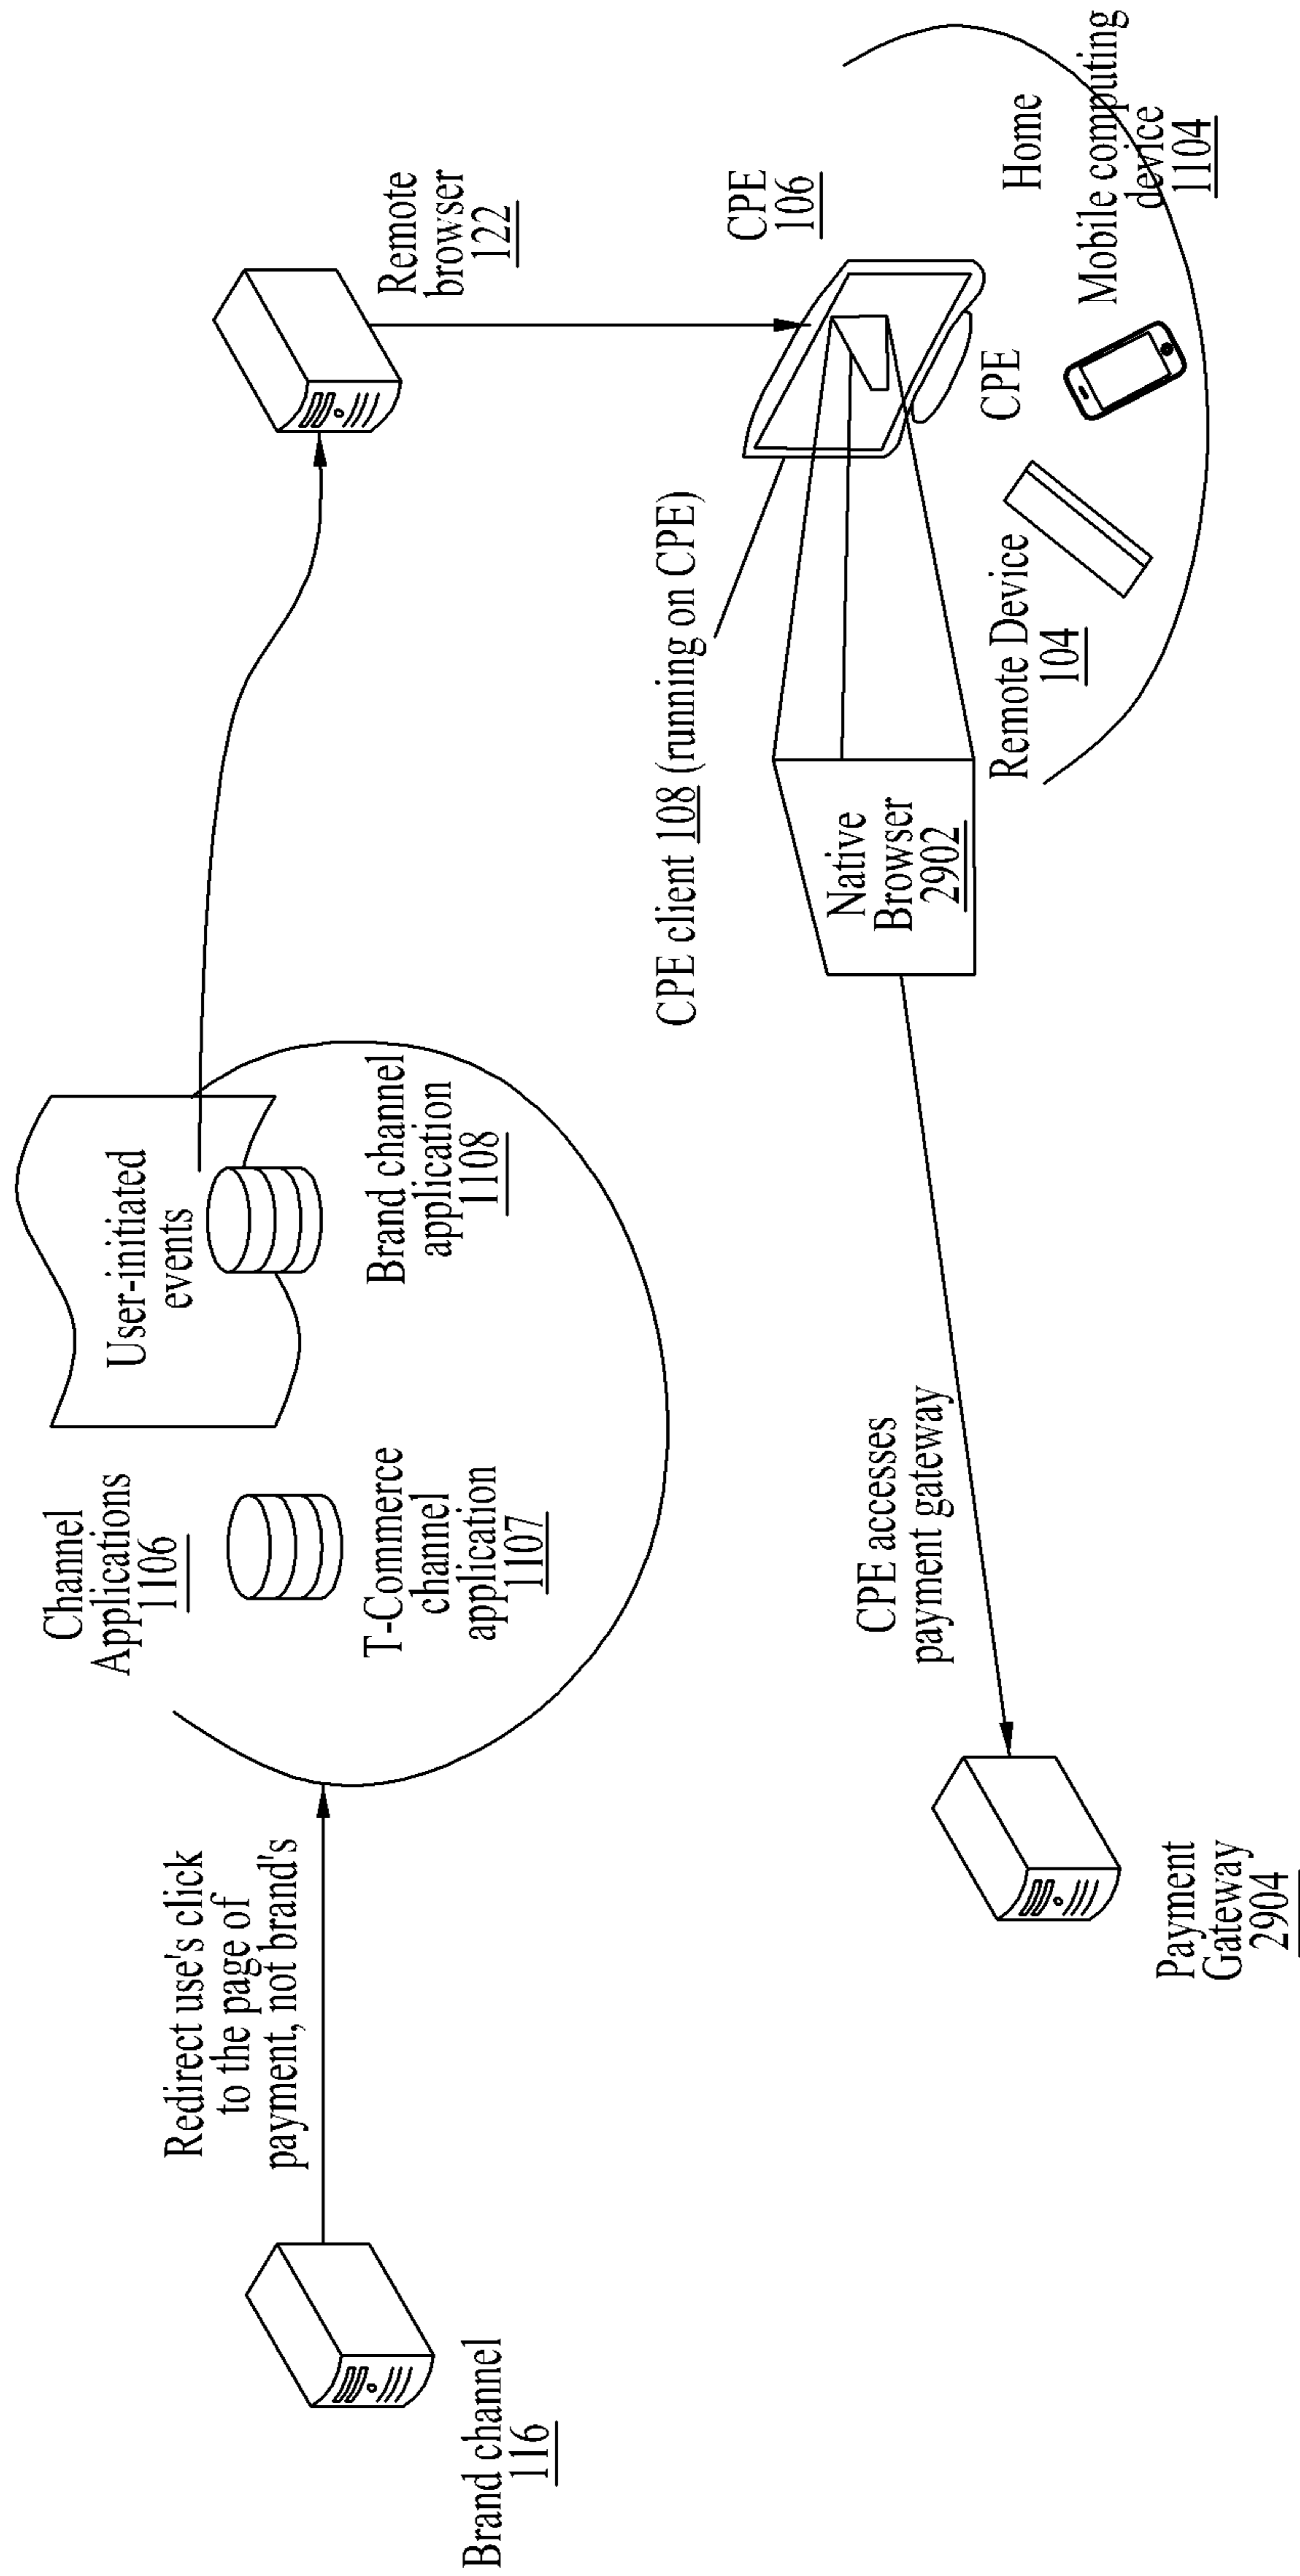 Channel
Applications
1106
User-initiated
events
Remote
browser
122
Redirect use's click
to the page of
payment, not brand's
T-Commerce
channel
application
1107
Brand channel
application
1108
Brand channel
116
CPE client 108 (running on CPE)
CPE
106
CPE accesses
payment gateway
Native
Browser
2902
CPE
Home
Remote Device
104
Mobile computing
device
1104
Payment
Gateway
2904